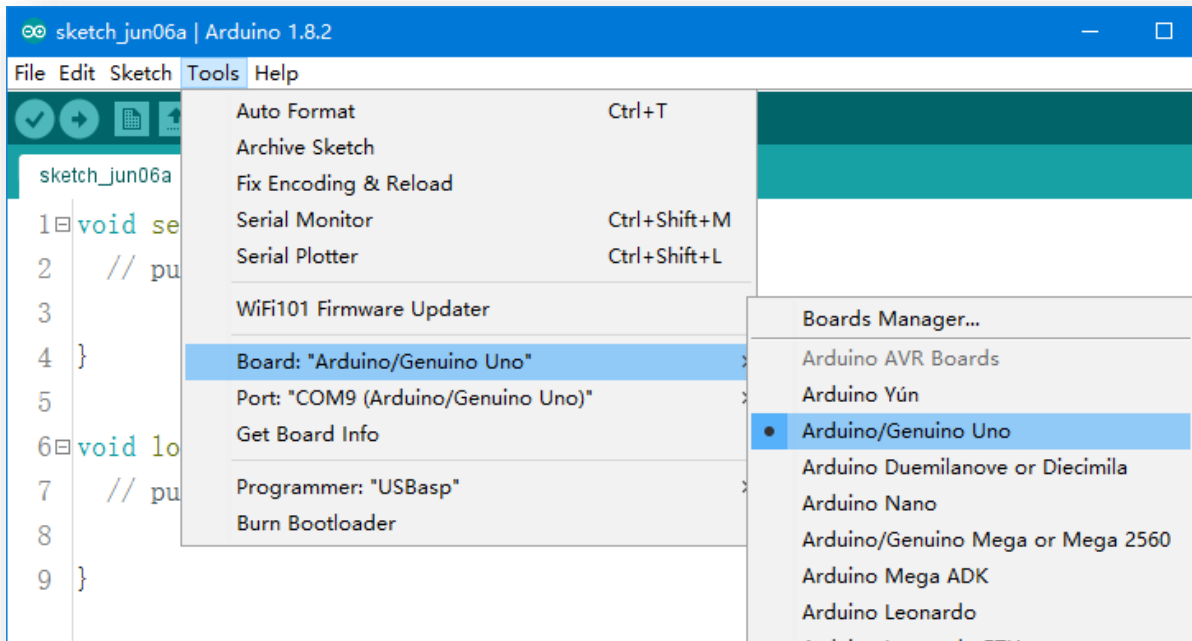 sketch_jun06a | Arduino 1.8.2
File Edit Sketch Tools Help
sketch_jun06a
Auto Format Ctrl+T
Archive Sketch
Fix Encoding & Reload
Serial Monitor Ctrl+Shift+M
Serial Plotter Ctrl+Shift+L
WiFi101 Firmware Updater
Board: "Arduino/Genuino Uno"
Port: "COM9 (Arduino/Genuino Uno)"
Get Board Info
Programmer: "USBasp"
Burn Bootloader
Boards Manager...
Arduino AVR Boards
Arduino Yún
Arduino/Genuino Uno
Arduino Duemilanove or Diecimila
Arduino Nano
Arduino/Genuino Mega or Mega 2560
Arduino Mega ADK
Arduino Leonardo
1 void se
2 // pu
3
4 }
5
6 void lo
7 // pu
8
9 }